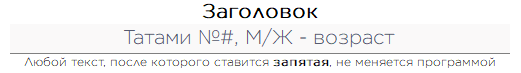 Заголовок
Татами №#, М/Ж - возраст
Любой текст, после которого ставится запятая, не меняется программой